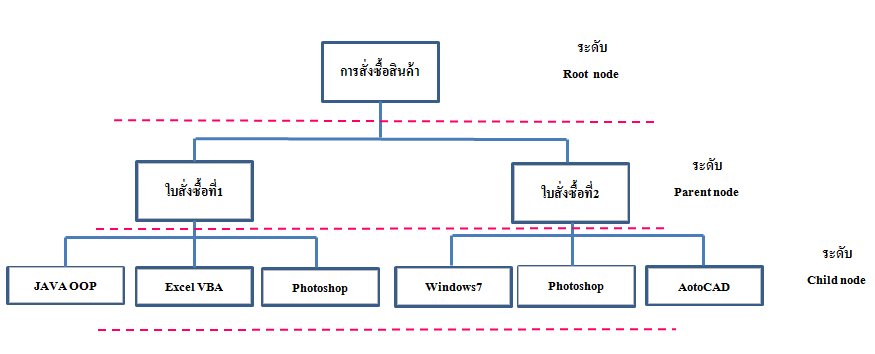 ระดับ
การสั่งซื้อสินค้า
Root node
ระดับ
ใบสั่งซื้อที่1
ใบสั่งซื้อที่2
Parent node
ระดับ
JAVA OOP
Excel VBA
Photoshop
Windows7
Photoshop
AotoCAD
Child node